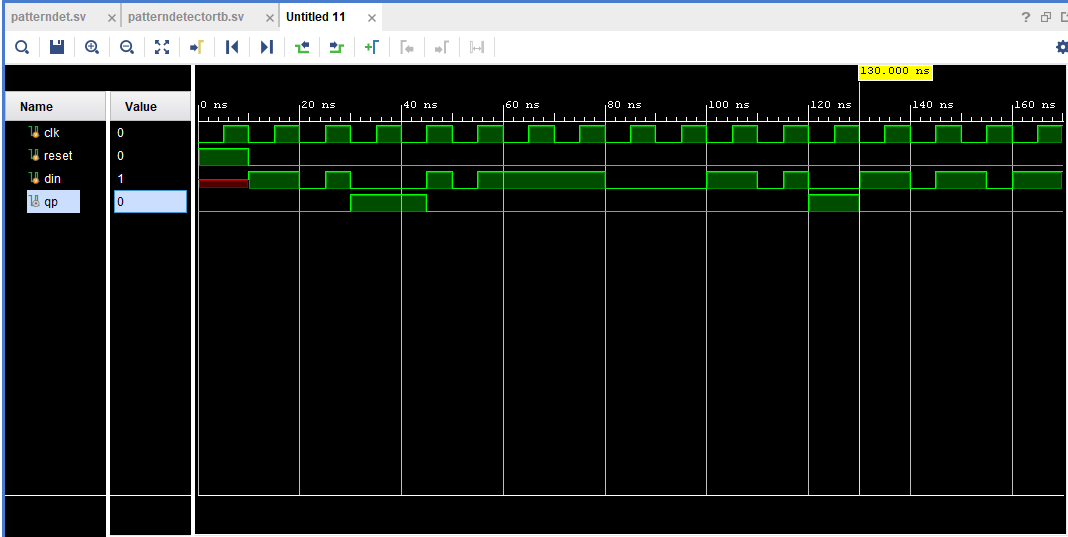 patterndet.sv × patterndetectortb.sv × Untitled 11 ×
?
130.000 ns
Name Value
0 ns 20 ns 40 ns 60 ns 80 ns 100 ns 120 ns 140 ns 160 ns
clk 0
reset 0
din 1
qp 0